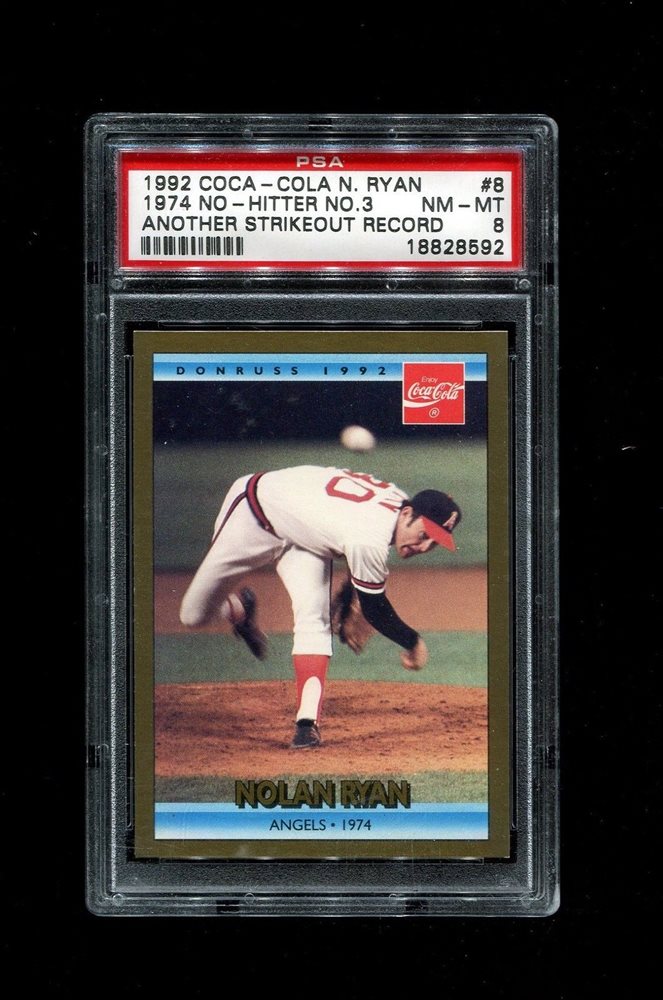 PSA
1992 COCA-COLA N. RYAN #8
1974 NO-HITTER NO.3 NM-MT
ANOTHER STRIKEOUT RECORD 8
18828592
DONRUSS 1992
Enjoy
Coca-Cola
®
NOLAN RYAN
ANGELS • 1974